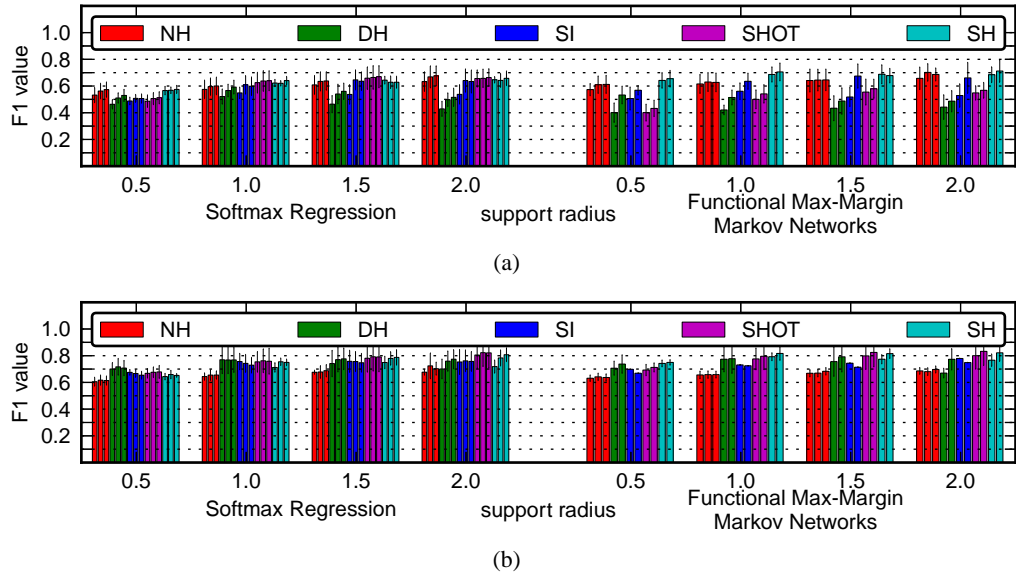 (a)
F1 value
1.0
0.8
0.6
0.4
0.2
NH DH SI SHOT SH
0.5 1.0 1.5 2.0 0.5 1.0 1.5 2.0
Softmax Regression support radius Functional Max-Margin
Markov Networks
(a)
F1 value
1.0
0.8
0.6
0.4
0.2
NH DH SI SHOT SH
0.5 1.0 1.5 2.0 0.5 1.0 1.5 2.0
Softmax Regression support radius Functional Max-Margin
Markov Networks
(b)